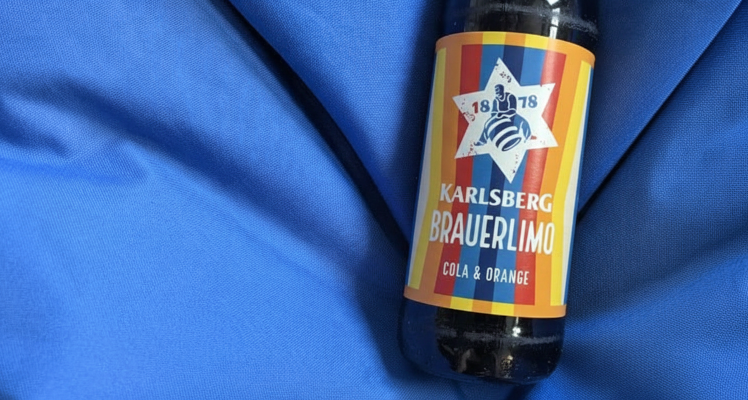 1878
KARLSBERG
BRAUERLIMO
COLA & ORANGE